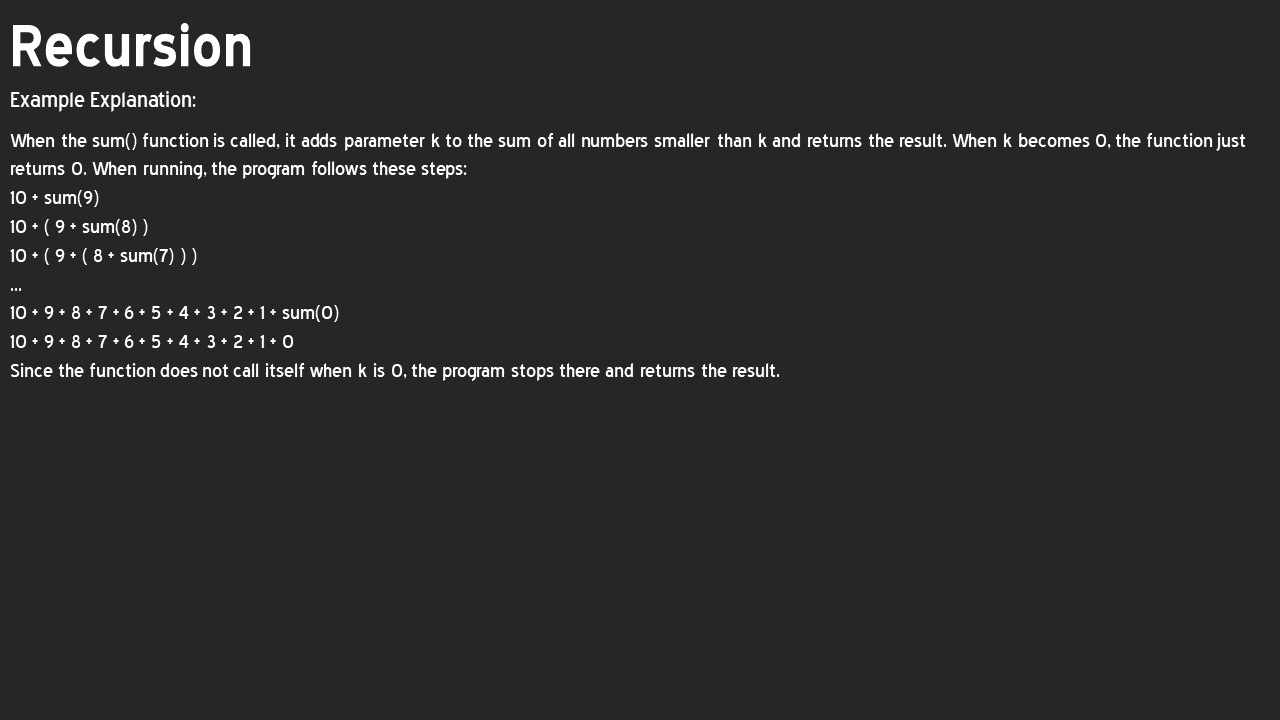 Recursion
Example Explanation:
When the sum() function is called, it adds parameter k to the sum of all numbers smaller than k and returns the result. When k becomes 0, the function just
returns 0. When running, the program follows these steps:
10 + sum(9)
10 + ( 9 + sum(8) )
10 + ( 9 + ( 8 + sum(7) ) )
...
10 + 9 + 8 + 7 + 6 + 5 + 4 + 3 + 2 + 1 + sum(0)
10 + 9 + 8 + 7 + 6 + 5 + 4 + 3 + 2 + 1 + 0
Since the function does not call itself when k is 0, the program stops there and returns the result.